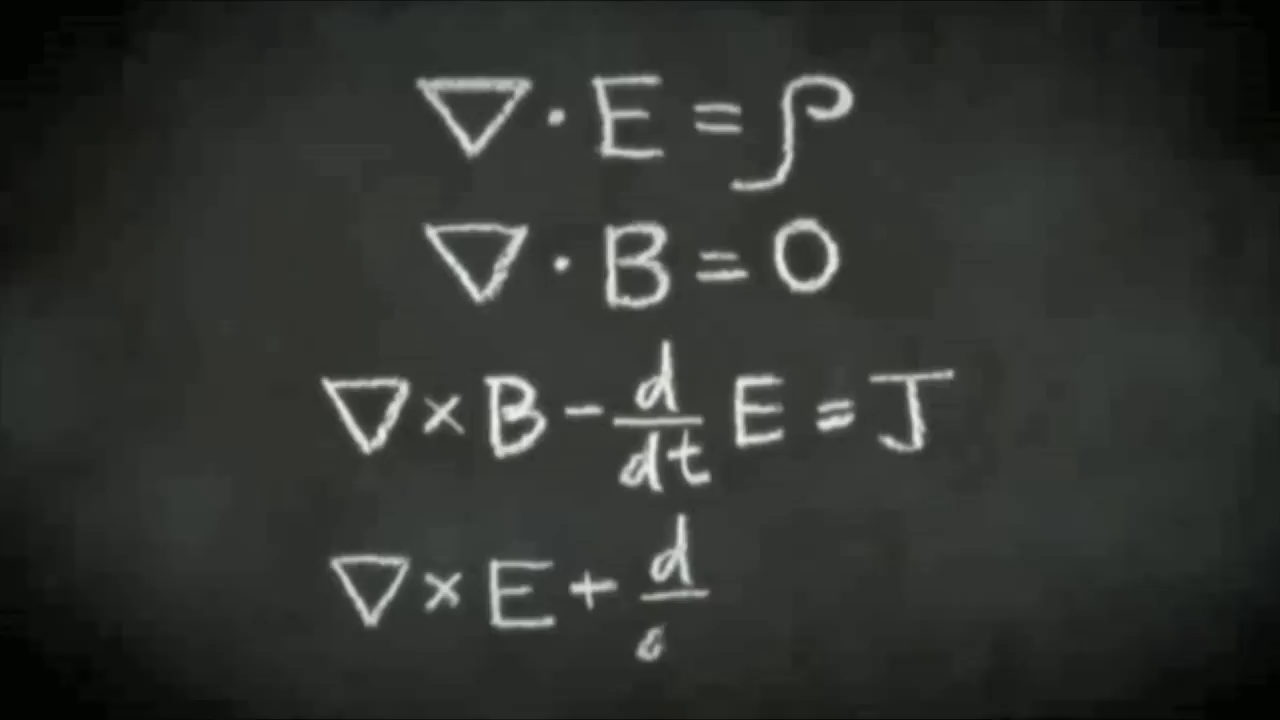 ∇ · E = ρ
∇ · B = 0
∇ × B − d/dt E = J
∇ × E + d/